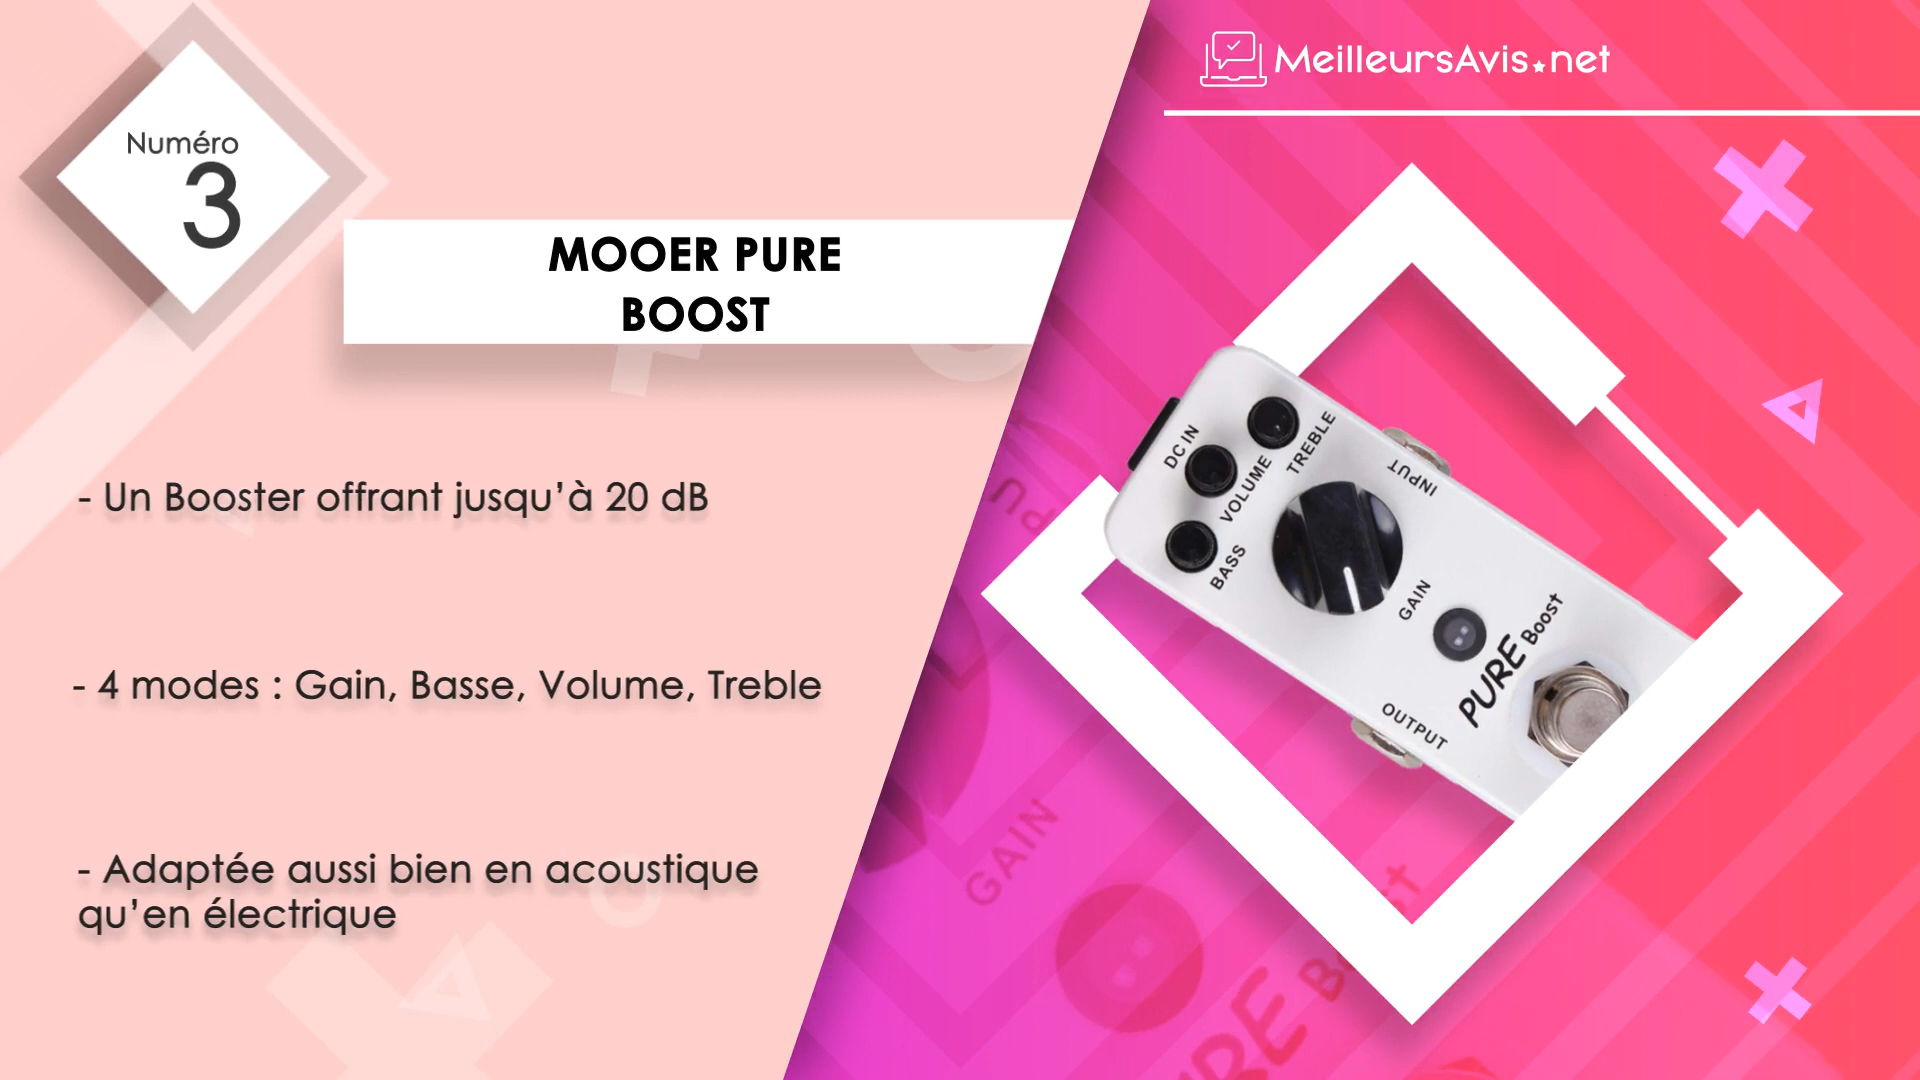 MeilleursAvis★net
Numéro
3
MOOER PURE
BOOST
- Un Booster offrant jusqu’à 20 dB
- 4 modes : Gain, Basse, Volume, Treble
- Adaptée aussi bien en acoustique
qu’en électrique
DC IN
TREBLE
VOLUME
BASS
INPUT
GAIN
PURE Boost
OUTPUT
GAIN